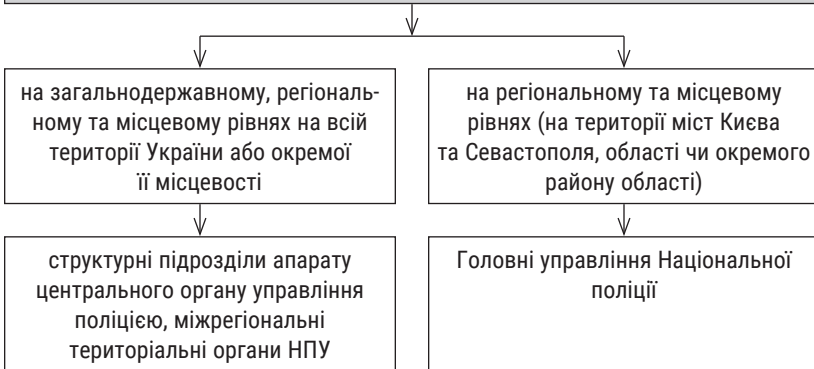 на загальнодержавному, регіональ-
ному та місцевому рівнях на всій
території України або окремої
її місцевості
на регіональному та місцевому
рівнях (на території міст Києва
та Севастополя, області чи окремого
району області)
структурні підрозділи апарату
центрального органу управління
поліцією, міжрегіональні
територіальні органи НПУ
Головні управління Національної
поліції